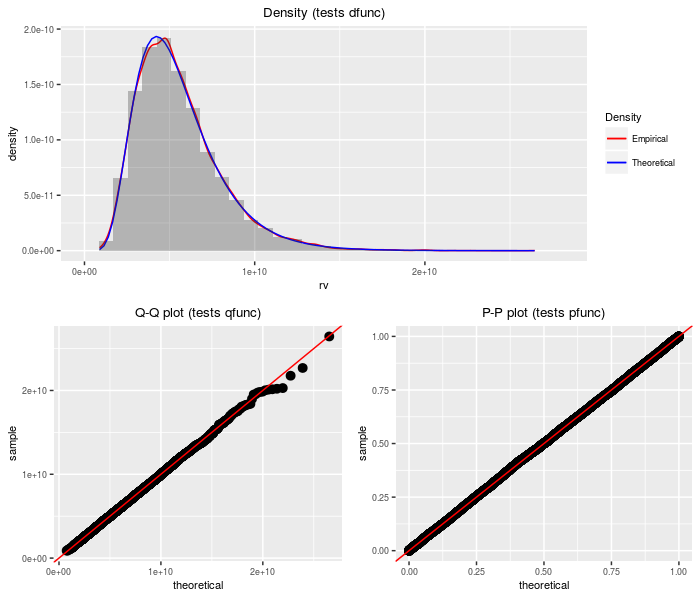 Density (tests dfunc)
density
2.0e-10
1.5e-10
1.0e-10
5.0e-11
0.0e+00
0e+00 1e+10 2e+10
rv
Density
Empirical
Theoretical
Q-Q plot (tests qfunc)
sample
2e+10
1e+10
0e+00
0e+00 1e+10 2e+10
theoretical
P-P plot (tests pfunc)
sample
1.00
0.75
0.50
0.25
0.00
0.00 0.25 0.50 0.75 1.00
theoretical